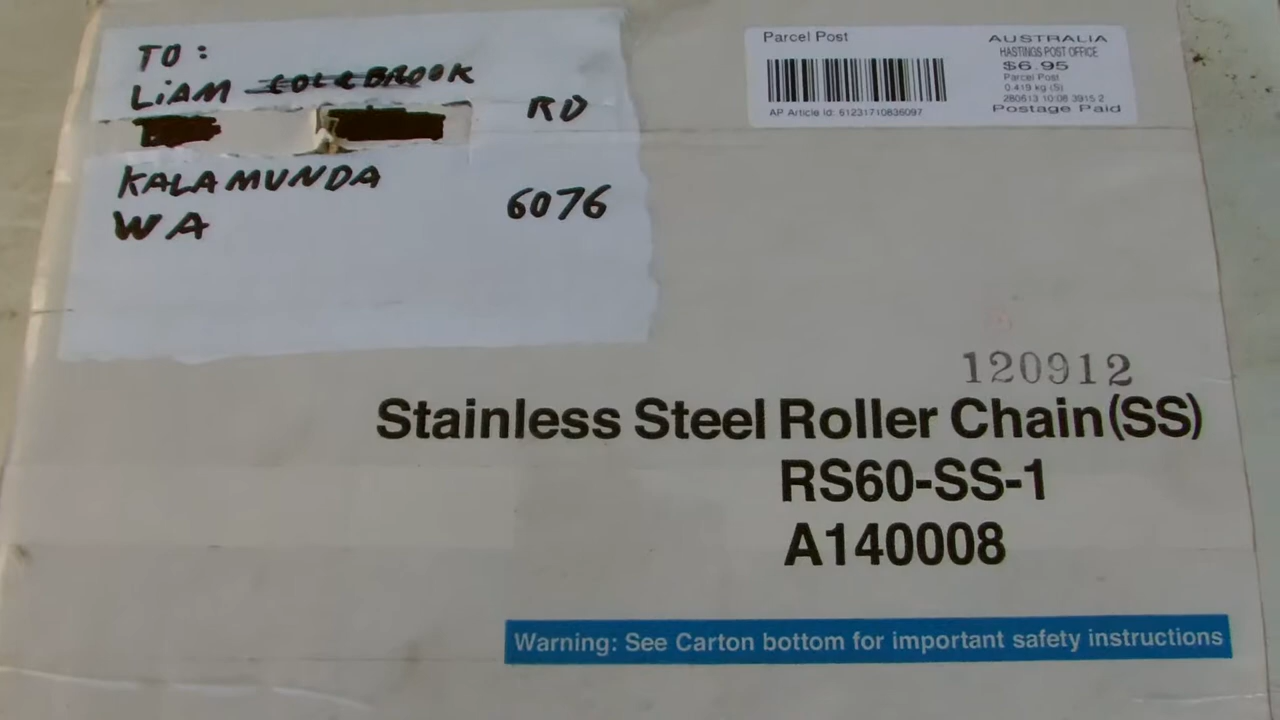 TO:
LiAM COLEBROOK
RD
KALAMUNDA
WA 6076
Parcel Post
AP Article Id: 61231710836097
AUSTRALIA
HASTINGS POST OFFICE
$6.95
Parcel Post
0.419 kg (S)
280613 10:08 3915 2
Postage Paid
120912
Stainless Steel Roller Chain(SS)
RS60-SS-1
A140008
Warning: See Carton bottom for important safety instructions